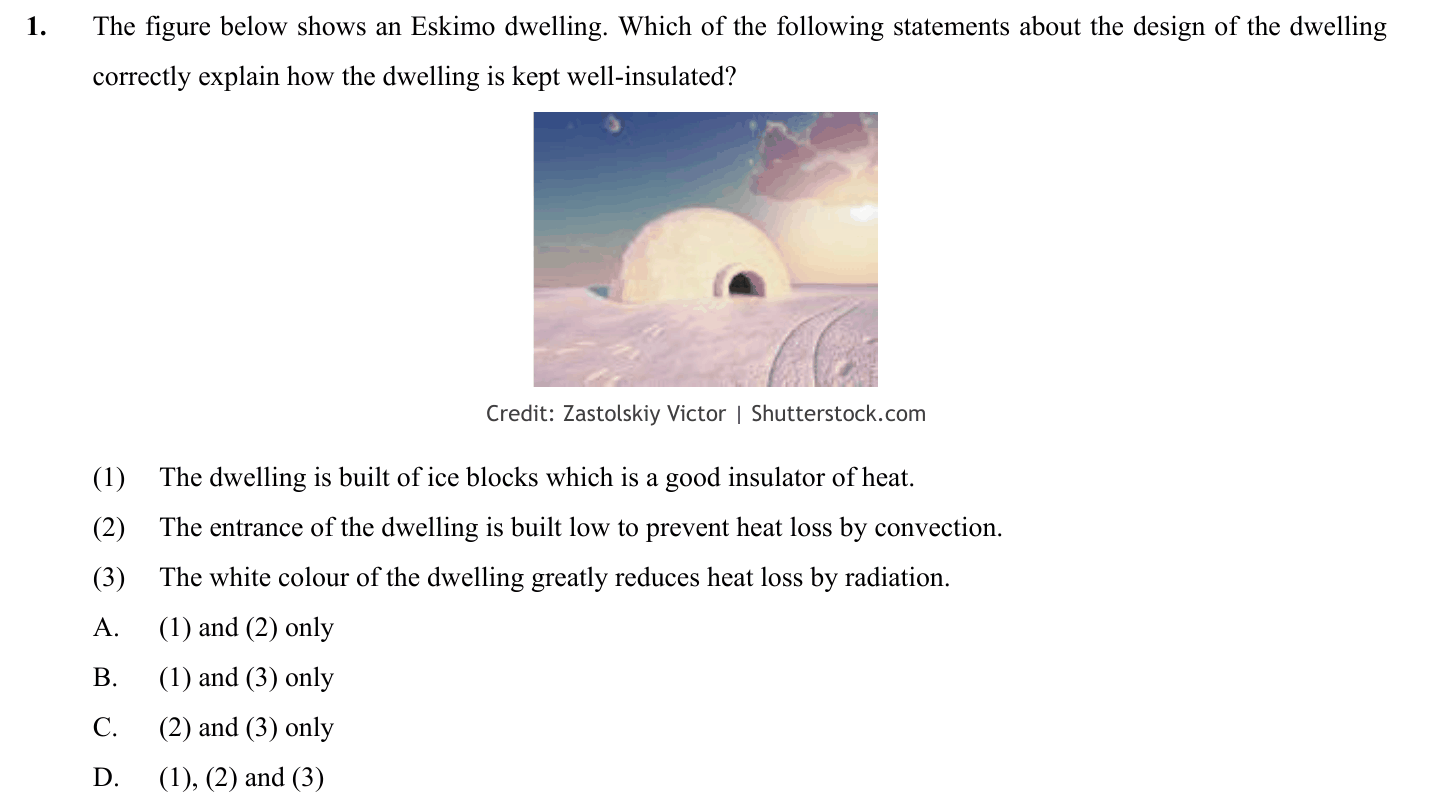 1. The figure below shows an Eskimo dwelling. Which of the following statements about the design of the dwelling
correctly explain how the dwelling is kept well-insulated?
Credit: Zastolskiy Victor | Shutterstock.com
(1) The dwelling is built of ice blocks which is a good insulator of heat.
(2) The entrance of the dwelling is built low to prevent heat loss by convection.
(3) The white colour of the dwelling greatly reduces heat loss by radiation.
A. (1) and (2) only
B. (1) and (3) only
C. (2) and (3) only
D. (1), (2) and (3)